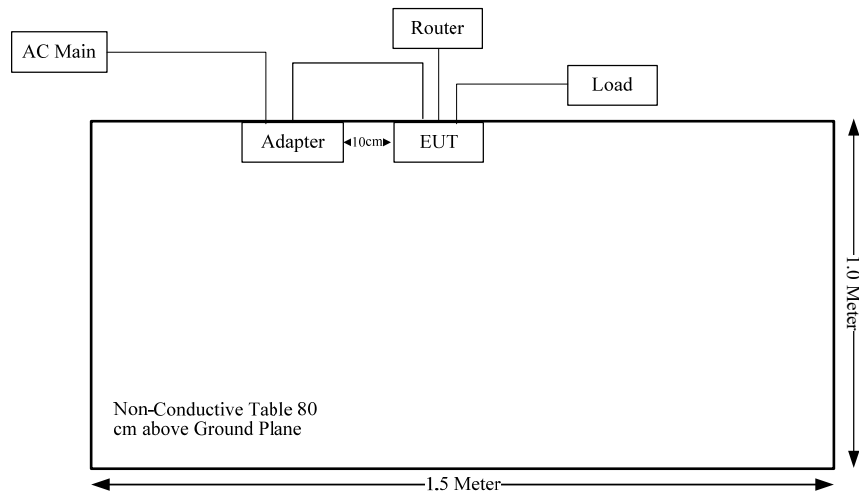 Router
AC Main
Load
Adapter
10cm
EUT
1.0 Meter
Non-Conductive Table 80
cm above Ground Plane
1.5 Meter